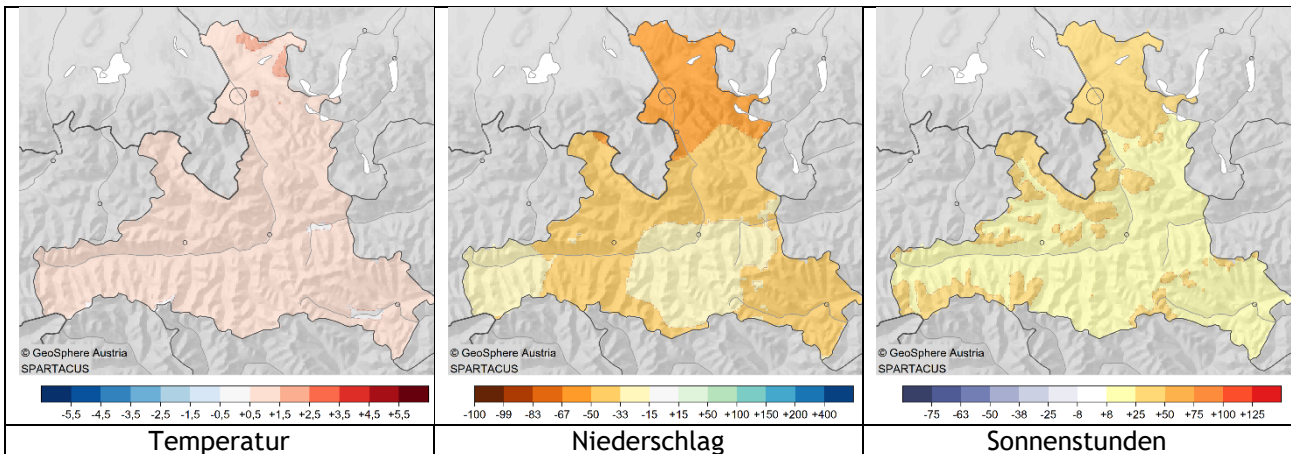 © GeoSphere Austria
SPARTACUS
-5,5 -4,5 -3,5 -2,5 -1,5 -0,5 +0,5 +1,5 +2,5 +3,5 +4,5 +5,5
Temperatur
© GeoSphere Austria
SPARTACUS
-100 -99 -83 -67 -50 -33 -15 +15 +50 +100 +150 +200 +400
Niederschlag
© GeoSphere Austria
SPARTACUS
-75 -63 -50 -38 -25 -8 +8 +25 +50 +75 +100 +125
Sonnenstunden